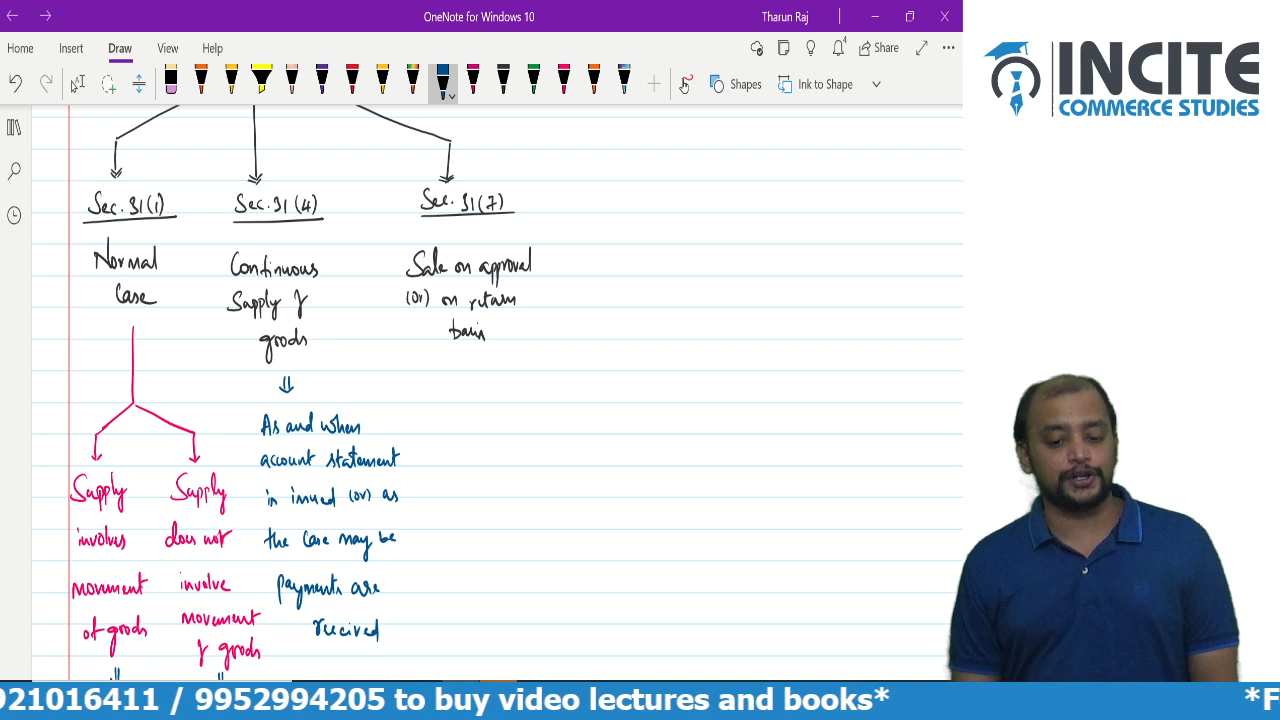 OneNote for Windows 10
Tharun Raj
Home Insert Draw View Help
4
Share
Shapes
Ink to Shape
INCITE
COMMERCE STUDIES
Sec.31(1)
Normal
Case
Supply
involves
movement
of goods
Supply
does not
involve
movement
of goods
Sec.31(4)
Continuous
Supply of
goods
As and when
account statement
is issued (or) as
the case may be
payments are
received
Sec.31(7)
Sale on approval
(or) on return
basis
921016411 / 9952994205 to buy video lectures and books* *F